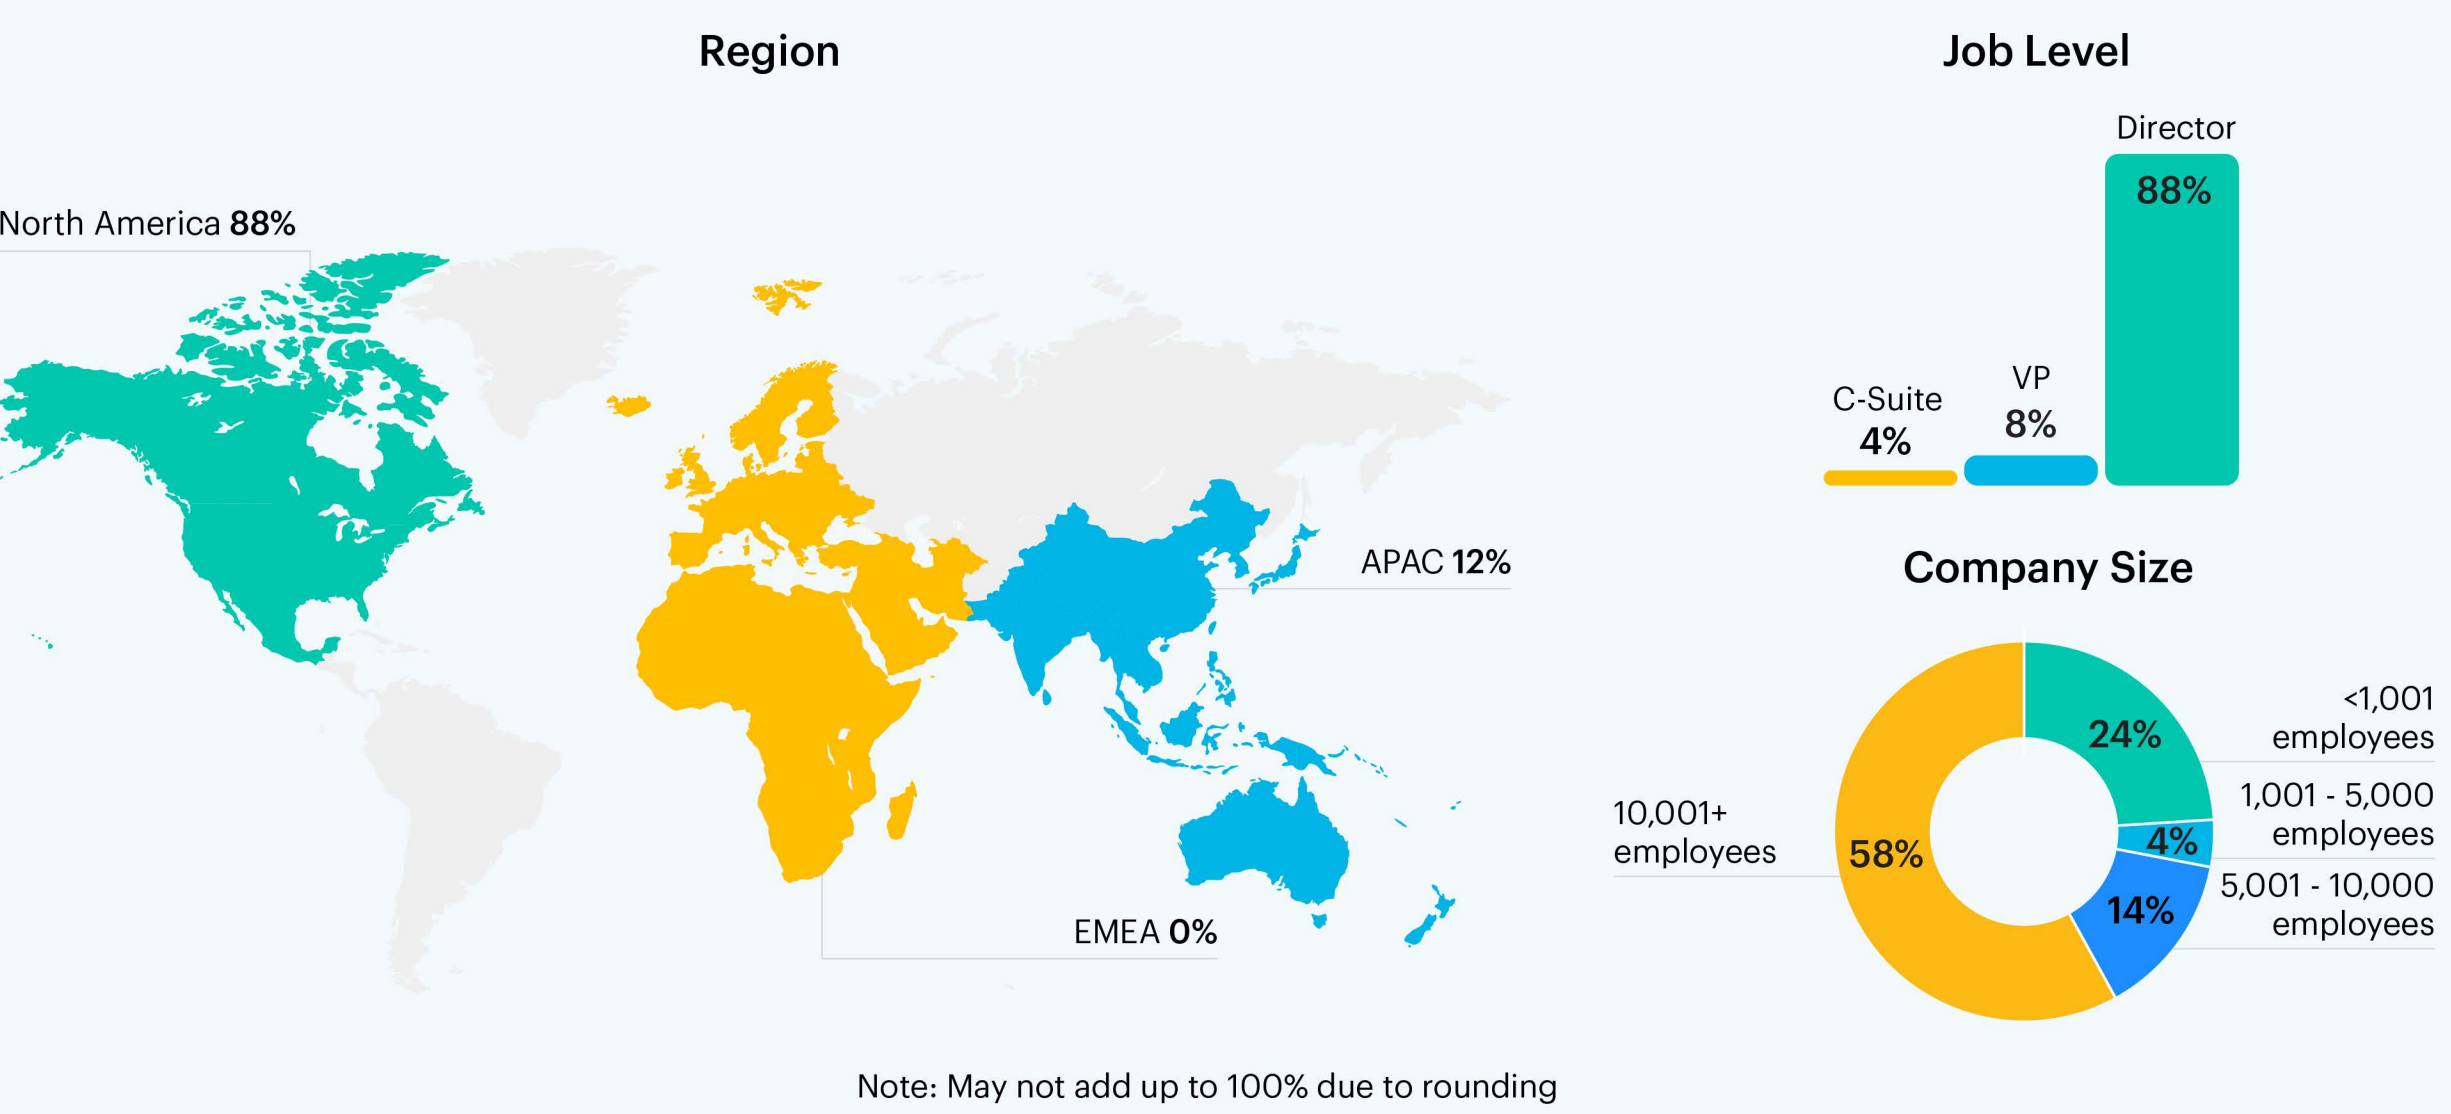 Region
North America 88%
APAC 12%
EMEA 0%
Job Level
Director
88%
VP
8%
C-Suite
4%
Company Size
<1,001
employees
24%
1,001 - 5,000
employees
4%
5,001 - 10,000
employees
14%
10,001+
employees
58%
Note: May not add up to 100% due to rounding